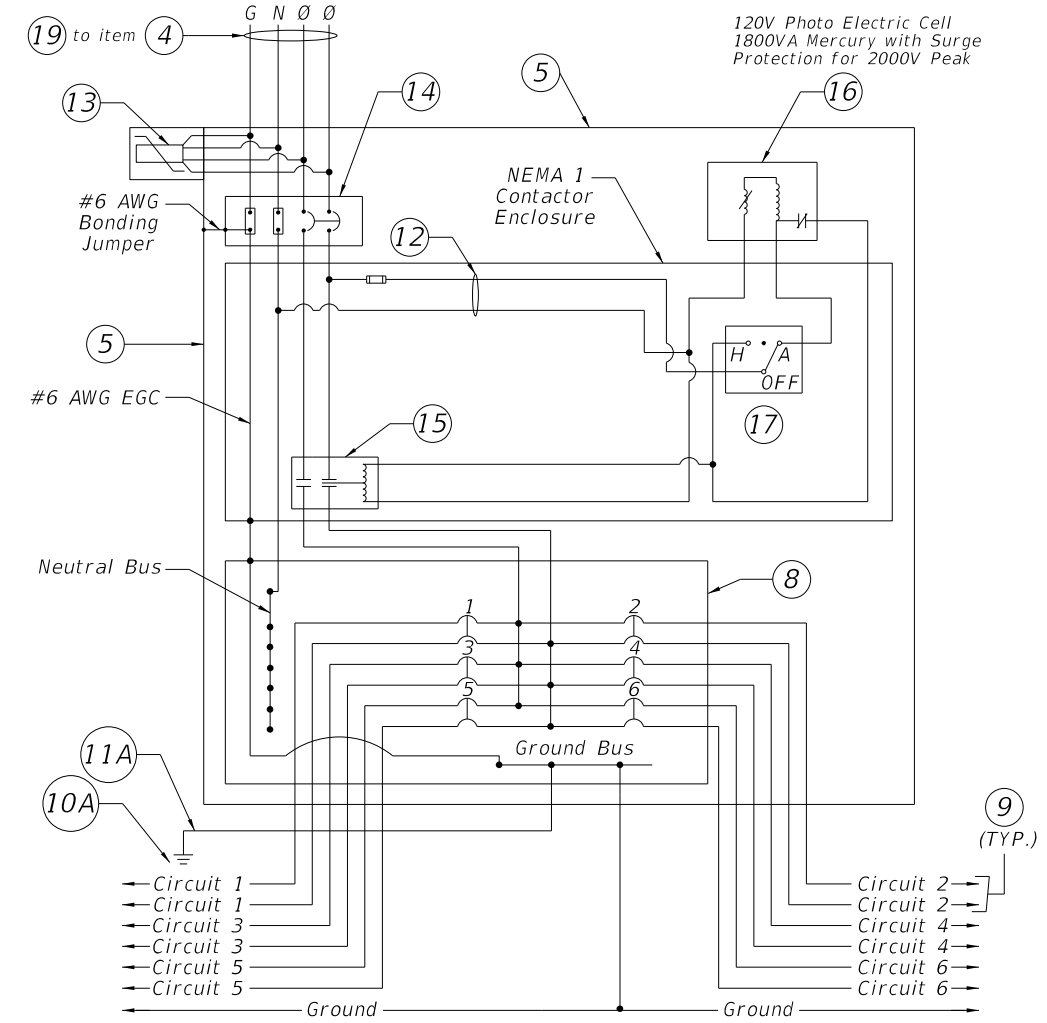 G N Ø Ø
19 to item 4
120V Photo Electric Cell
1800VA Mercury with Surge
Protection for 2000V Peak
5
13
14
16
#6 AWG
Bonding
Jumper
NEMA 1
Contactor
Enclosure
12
5
H A
OFF
17
#6 AWG EGC
15
Neutral Bus
8
1 2
3 4
5 6
Ground Bus
11A
10A
9
(TYP.)
Circuit 1 Circuit 2
Circuit 1 Circuit 2
Circuit 3 Circuit 4
Circuit 3 Circuit 4
Circuit 5 Circuit 6
Circuit 5 Circuit 6
Ground Ground